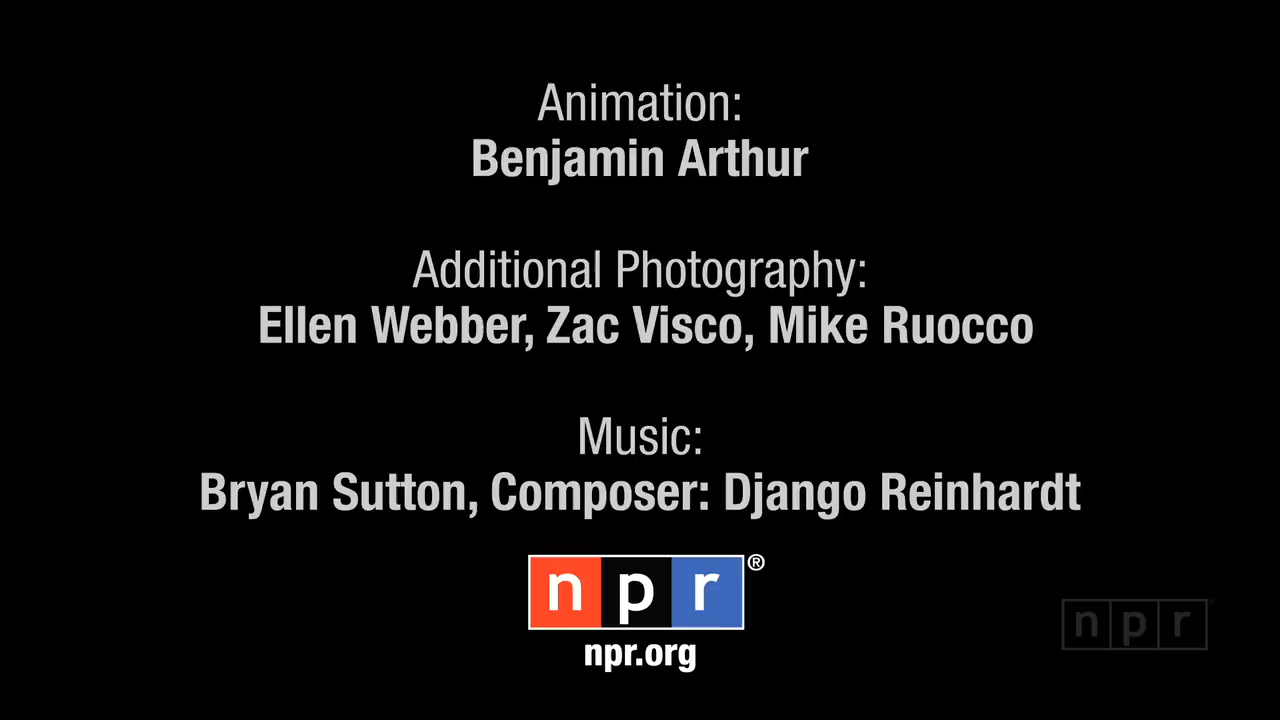 Animation:
Benjamin Arthur
Additional Photography:
Ellen Webber, Zac Visco, Mike Ruocco
Music:
Bryan Sutton, Composer: Django Reinhardt
npr®
npr.org
npr